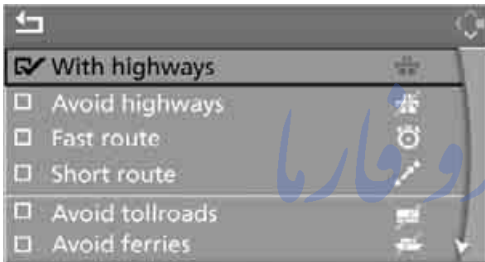 With highways
Avoid highways
Fast route
Short route
Avoid tollroads
Avoid ferries